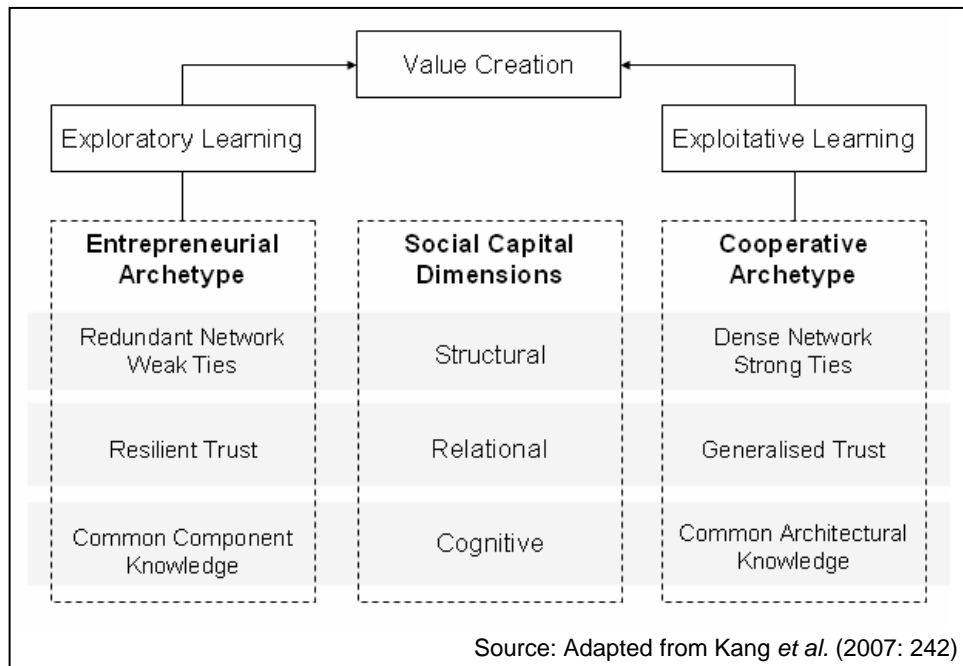 Value Creation
Exploratory Learning
Exploitative Learning
Entrepreneurial
Archetype
Social Capital
Dimensions
Cooperative
Archetype
Redundant Network
Weak Ties
Structural
Dense Network
Strong Ties
Resilient Trust
Relational
Generalised Trust
Common Component
Knowledge
Cognitive
Common Architectural
Knowledge
Source: Adapted from Kang et al. (2007: 242)